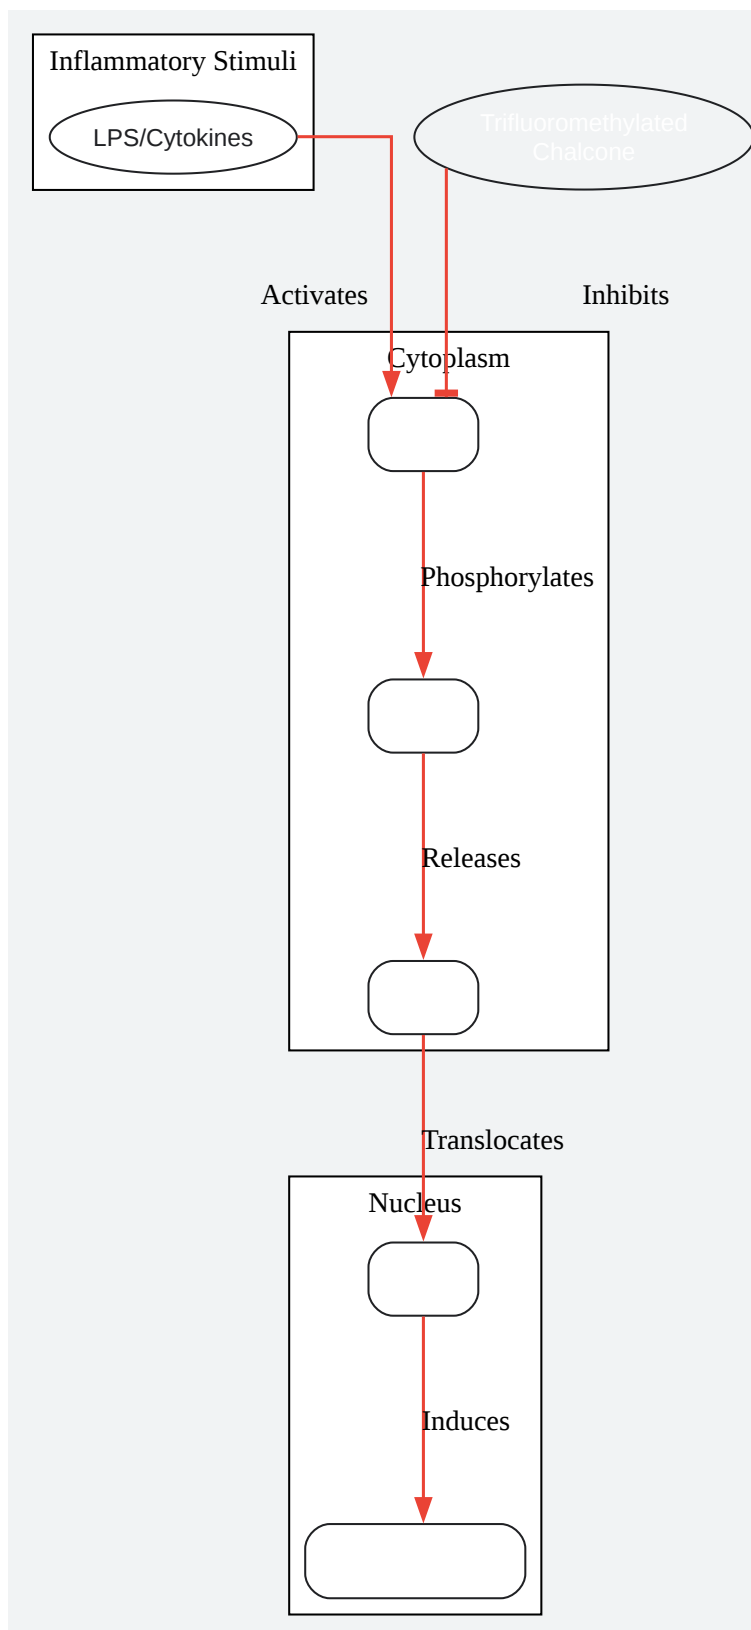 Inflammatory Stimuli
LPS/Cytokines
Trifluoromethylated
Chalcone
Activates
Inhibits
Cytoplasm
Phosphorylates
Releases
Translocates
Nucleus
Induces